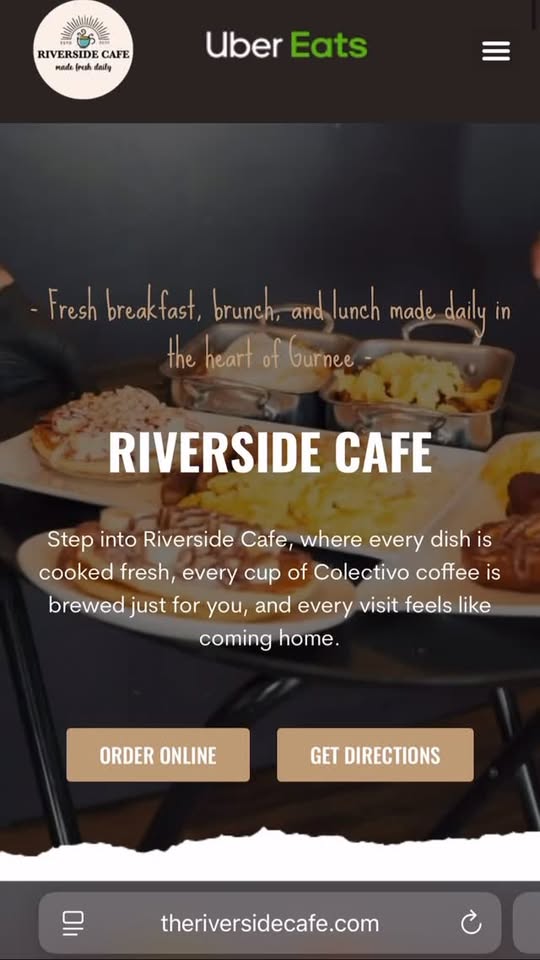 RIVERSIDE CAFE
made fresh daily
Uber Eats
- Fresh breakfast, brunch, and lunch made daily in
the heart of Gurnee -
RIVERSIDE CAFE
Step into Riverside Cafe, where every dish is
cooked fresh, every cup of Colectivo coffee is
brewed just for you, and every visit feels like
coming home.
ORDER ONLINE
GET DIRECTIONS
theriversidecafe.com